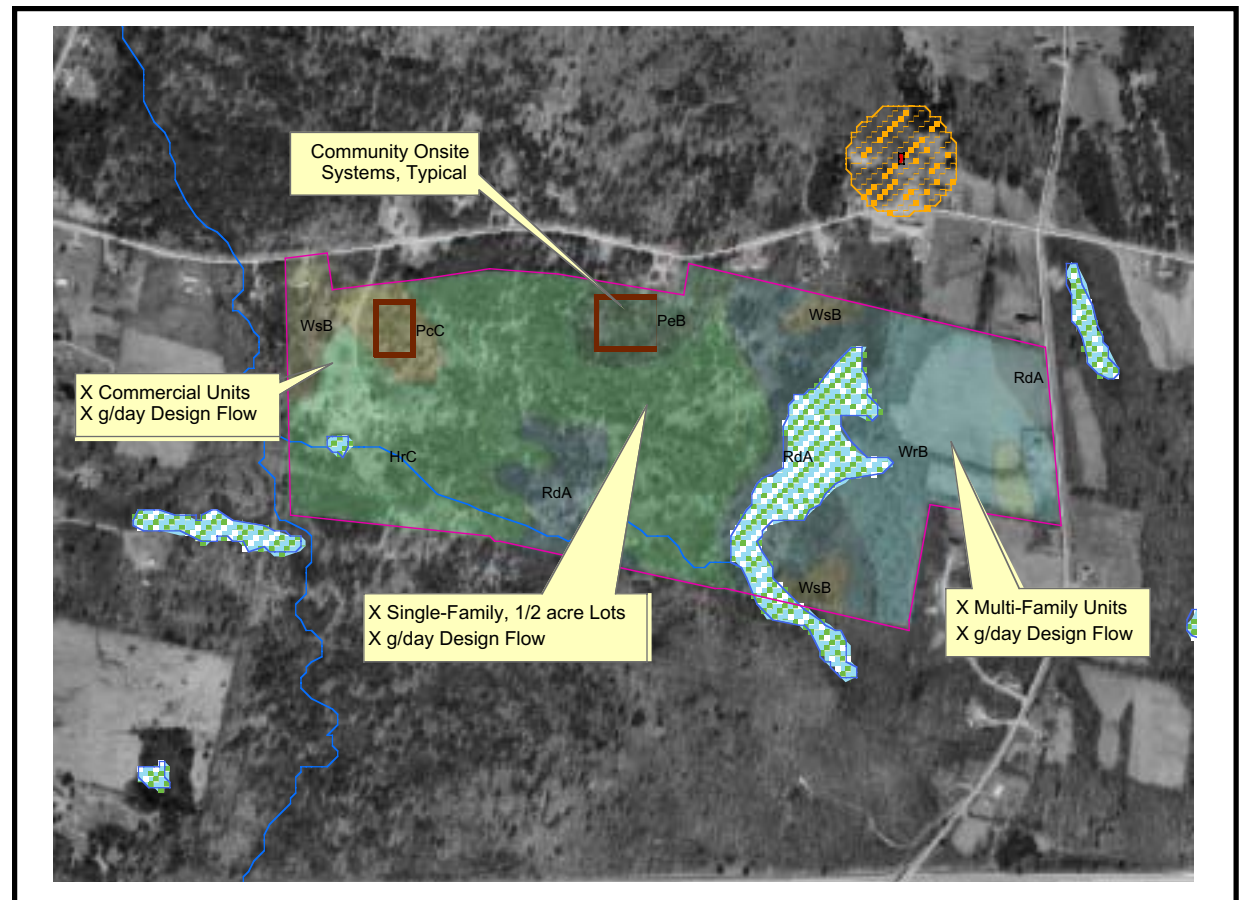 Community Onsite
Systems, Typical
WsB
PcC
PeB
WsB
RdA
X Commercial Units
X g/day Design Flow
HrC
RdA
RdA
WrB
WsB
X Single-Family, 1/2 acre Lots
X g/day Design Flow
X Multi-Family Units
X g/day Design Flow